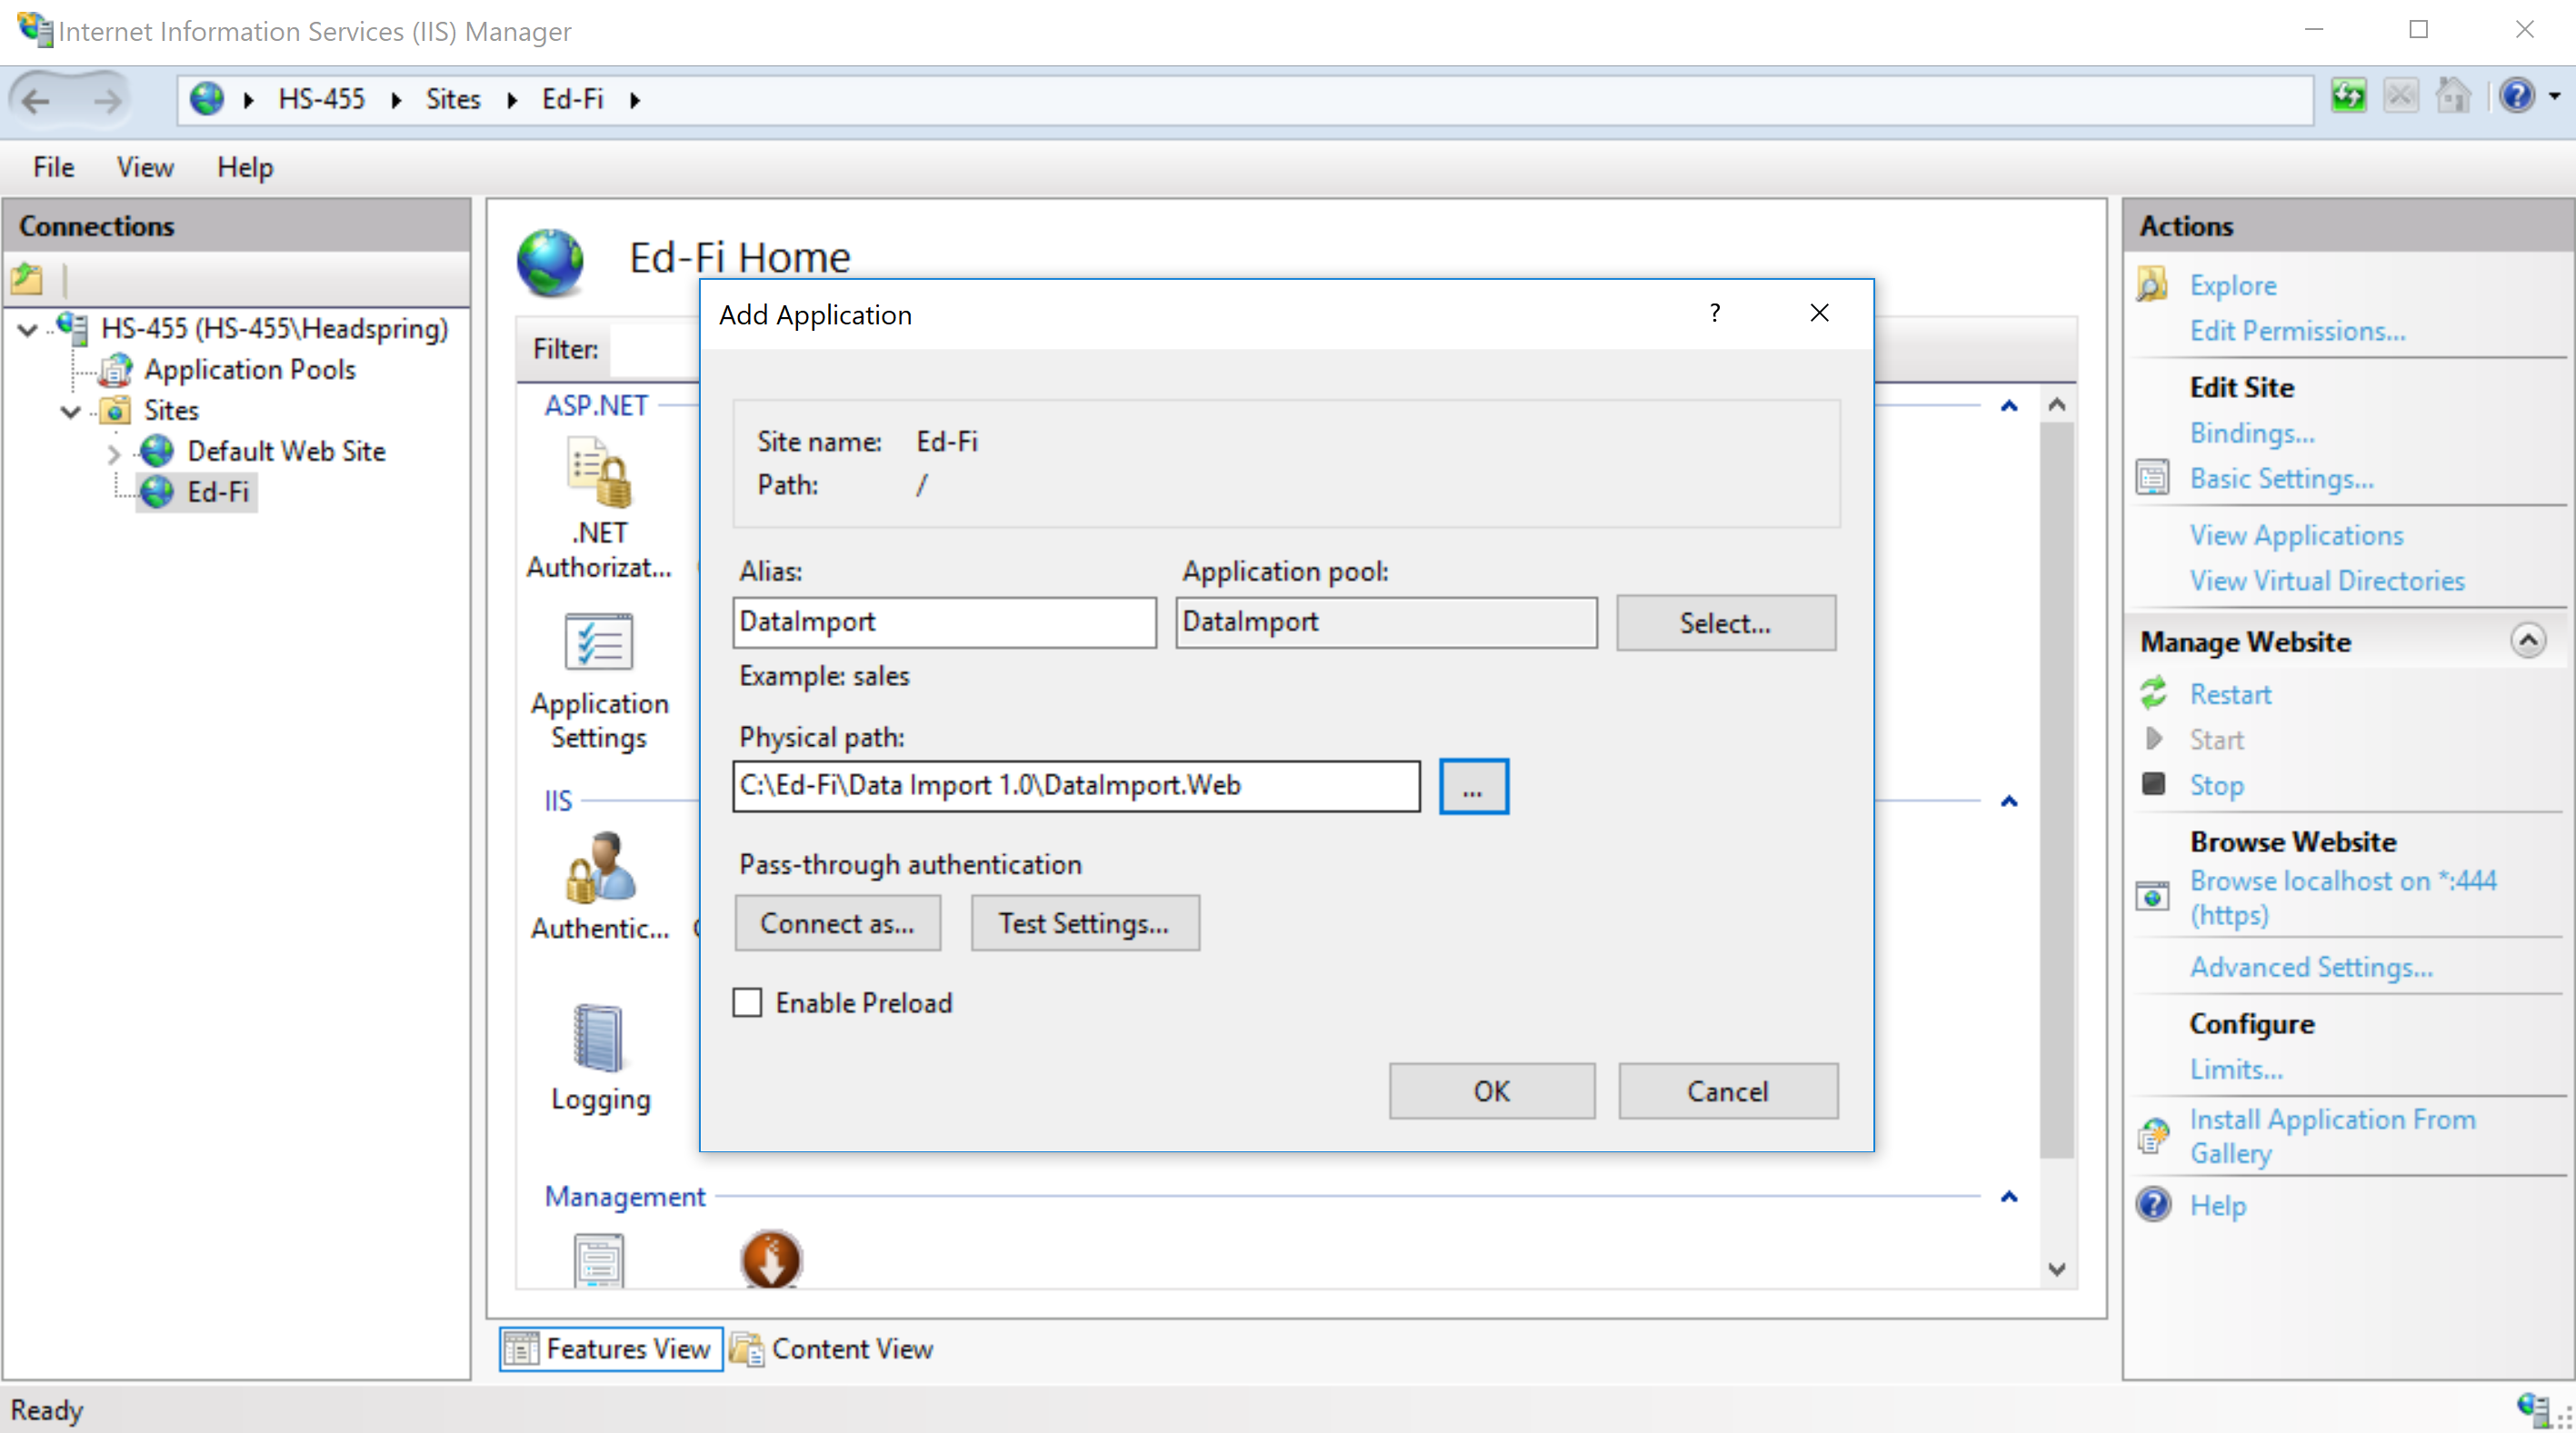 Internet Information Services (IIS) Manager
HS-455 Sites Ed-Fi
File View Help
Connections
HS-455 (HS-455\Headspring)
Application Pools
Sites
Default Web Site
Ed-Fi
Ed-Fi Home
Filter:
ASP.NET
.NET
Authorizat...
Application
Settings
IIS
Authentic...
Logging
Management
Features View
Content View
Add Application
?
Site name: Ed-Fi
Path: /
Alias:
DataImport
Example: sales
Application pool:
DataImport
Select...
Physical path:
C:\Ed-Fi\Data Import 1.0\DataImport.Web
...
Pass-through authentication
Connect as...
Test Settings...
Enable Preload
OK
Cancel
Actions
Explore
Edit Permissions...
Edit Site
Bindings...
Basic Settings...
View Applications
View Virtual Directories
Manage Website
Restart
Start
Stop
Browse Website
Browse localhost on *:444
(https)
Advanced Settings...
Configure
Limits...
Install Application From
Gallery
Help
Ready